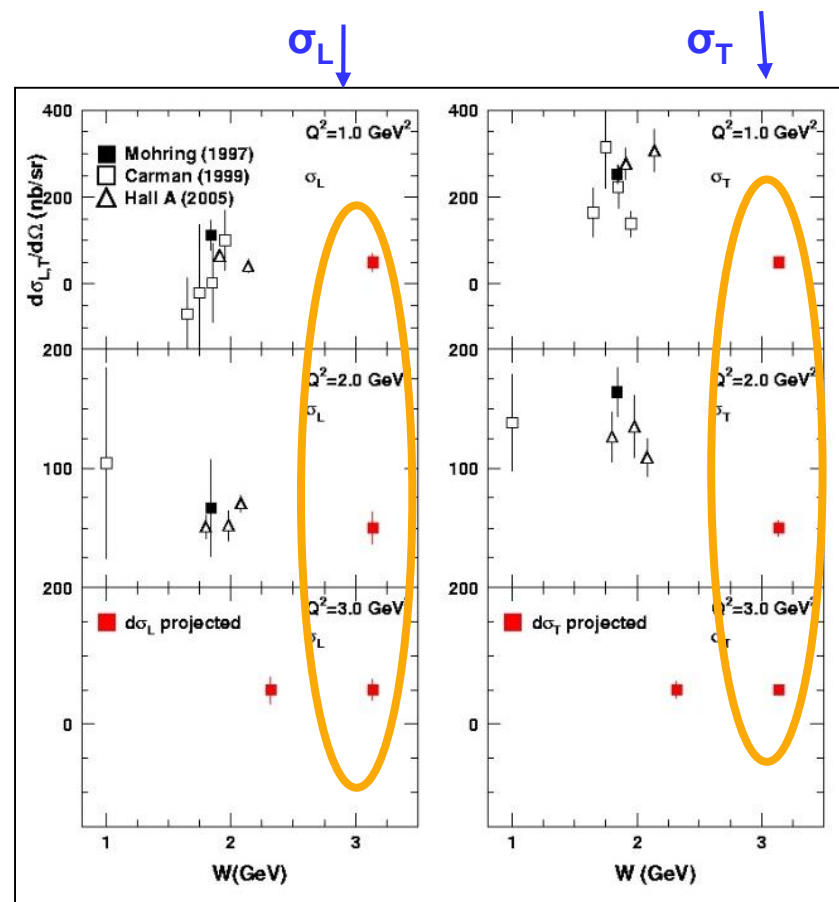 σL
σT
400
200
0
200
100
200
0
dσL,T/dΩ (nb/sr)
Q²=1.0 GeV²
■ Mohring (1997)
□ Carman (1999)
△ Hall A (2005)
σL
Q²=2.0 GeV²
σL
Q²=3.0 GeV²
■ dσL projected
σL
1 2 3
W(GeV)
400
200
0
200
100
200
0
Q²=1.0 GeV²
σT
Q²=2.0 GeV²
σT
Q²=3.0 GeV²
■ dσT projected
σT
1 2 3
W (GeV)